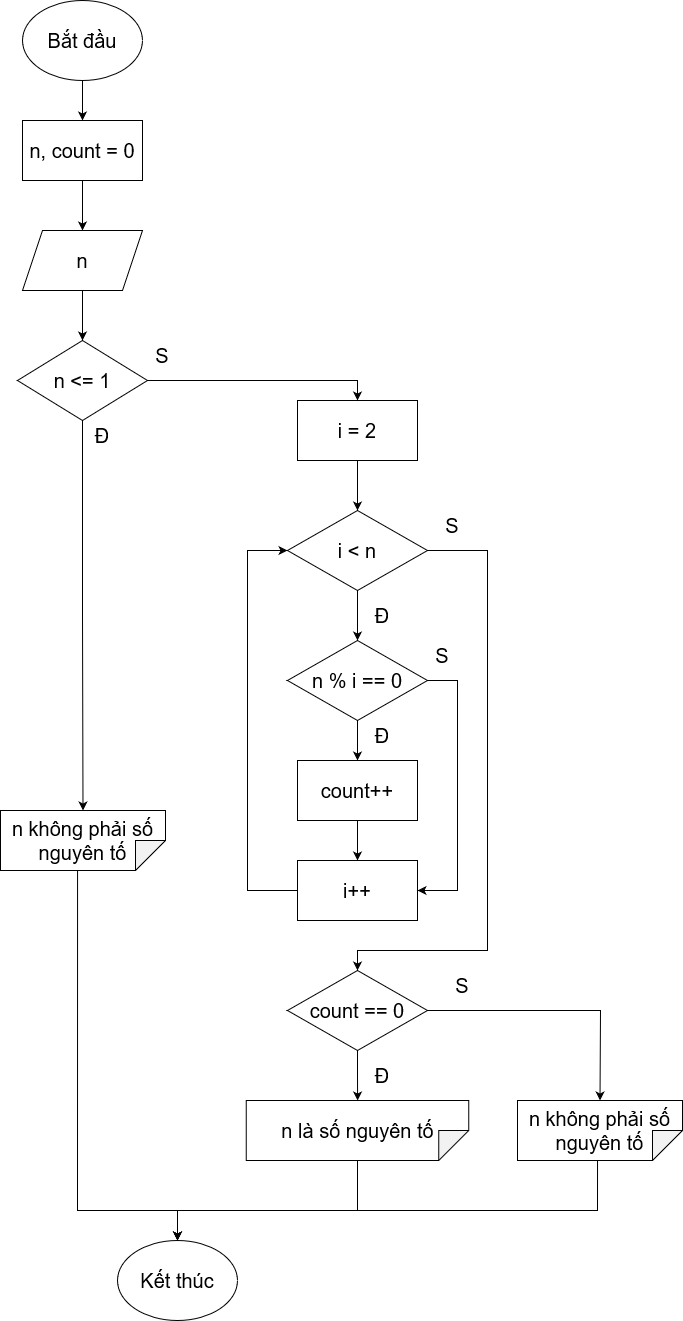 Bắt đầu
n, count = 0
n
n <= 1
S
Đ
i = 2
i < n
S
Đ
n % i == 0
S
Đ
count++
i++
n không phải số
nguyên tố
count == 0
S
Đ
n là số nguyên tố
n không phải số
nguyên tố
Kết thúc